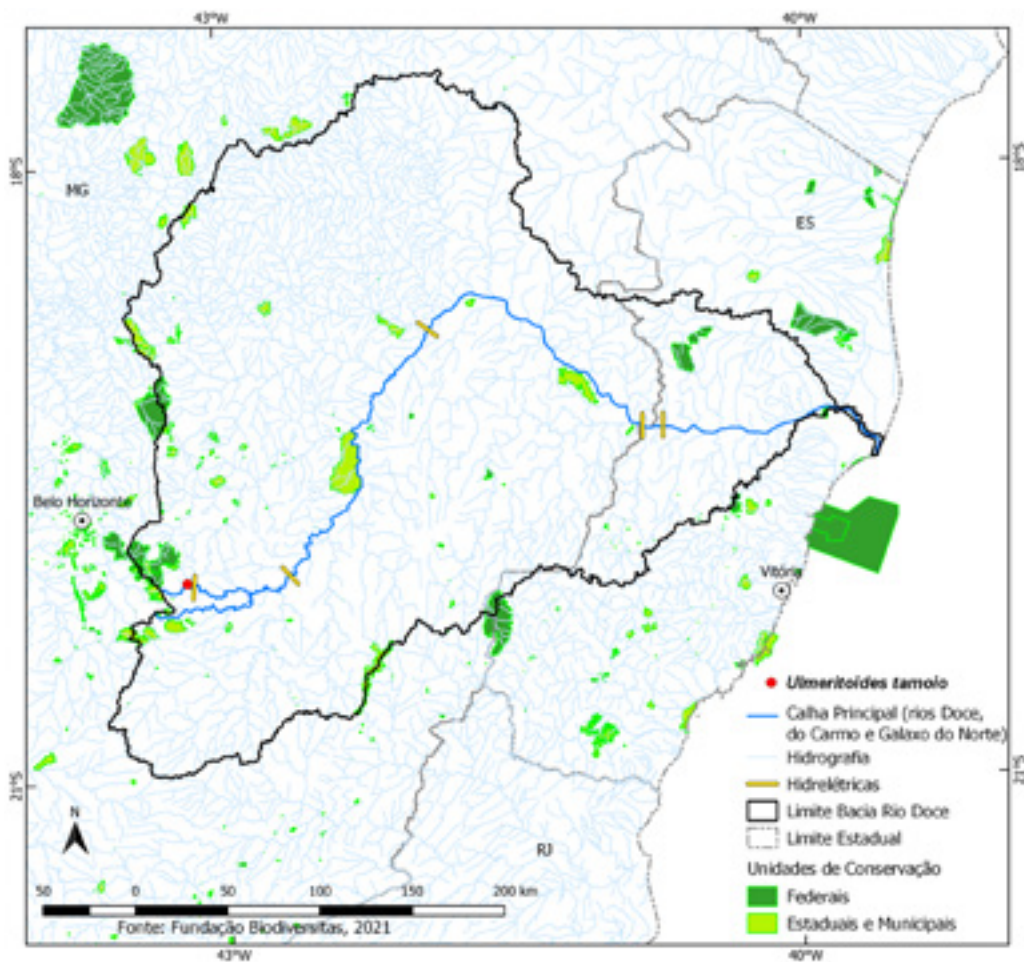 43°W
40°W
18°S
18°S
MG
ES
Belo Horizonte
Vitória
Ulmeritoides tamoio
Calha Principal (rios Doce,
do Carmo e Galaxo do Norte)
Hidrografia
Hidrelétricas
Limite Bacia Rio Doce
Limite Estadual
Unidades de Conservação
Federais
Estaduais e Municipais
21°S
21°S
N
RJ
50
0
50
100
150
200 km
Fonte: Fundação Biodiversitas, 2021
43°W
40°W